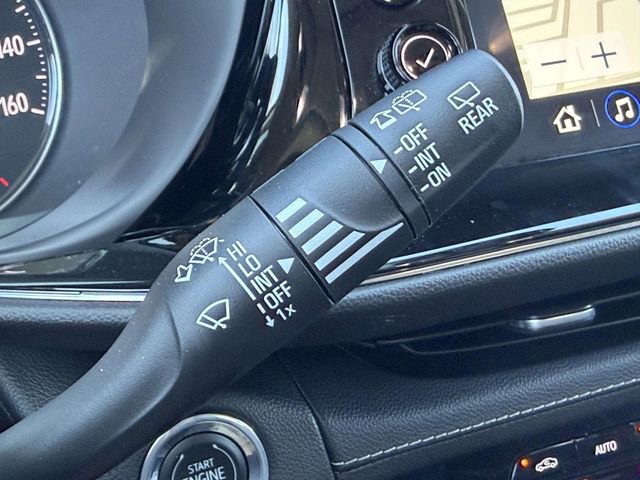 140
160
REAR
OFF
INT
ON
HI
LO
INT
OFF
1x
START
ENGINE
AUTO